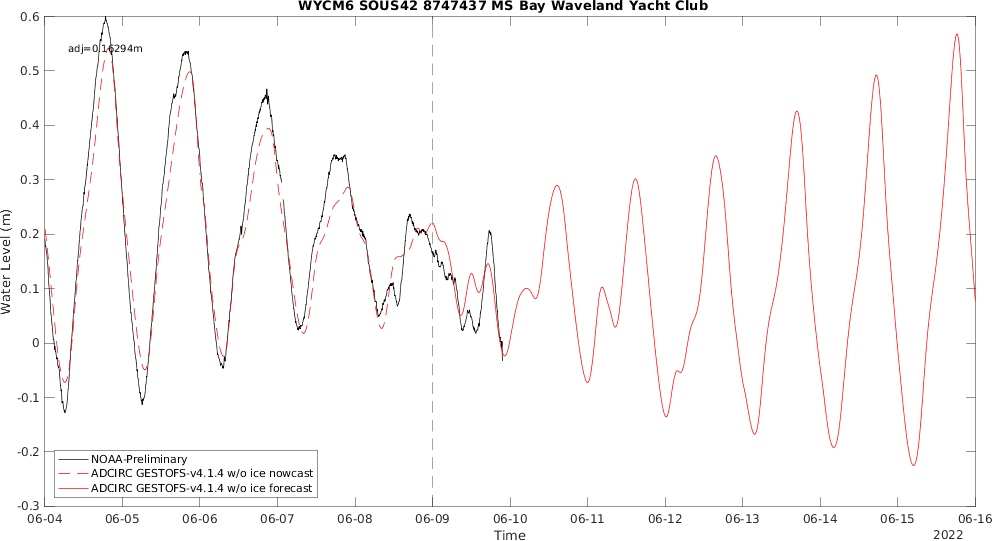 WYCM6 SOUS42 8747437 MS Bay Waveland Yacht Club
adj=0.16294m
0.6
0.5
0.4
0.3
0.2
0.1
0
-0.1
-0.2
-0.3
Water Level (m)
NOAA-Preliminary
ADCIRC GESTOFS-v4.1.4 w/o ice nowcast
ADCIRC GESTOFS-v4.1.4 w/o ice forecast
06-04 06-05 06-06 06-07 06-08 06-09 06-10 06-11 06-12 06-13 06-14 06-15 06-16
Time
2022